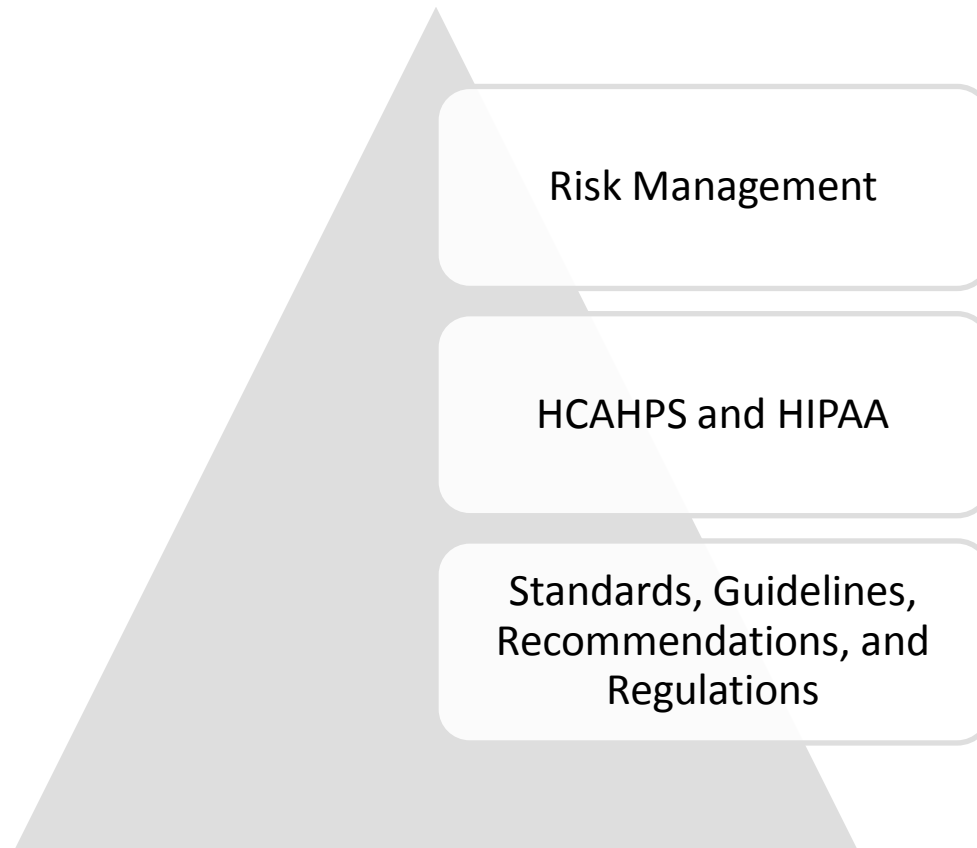 Risk Management
HCAHPS and HIPAA
Standards, Guidelines,
Recommendations, and
Regulations